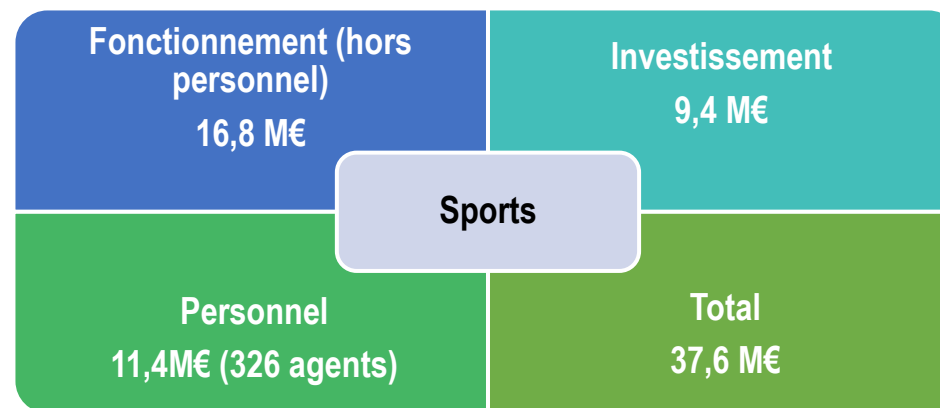 Fonctionnement (hors
personnel)
16,8 M€
Investissement
9,4 M€
Sports
Personnel
11,4M€ (326 agents)
Total
37,6 M€